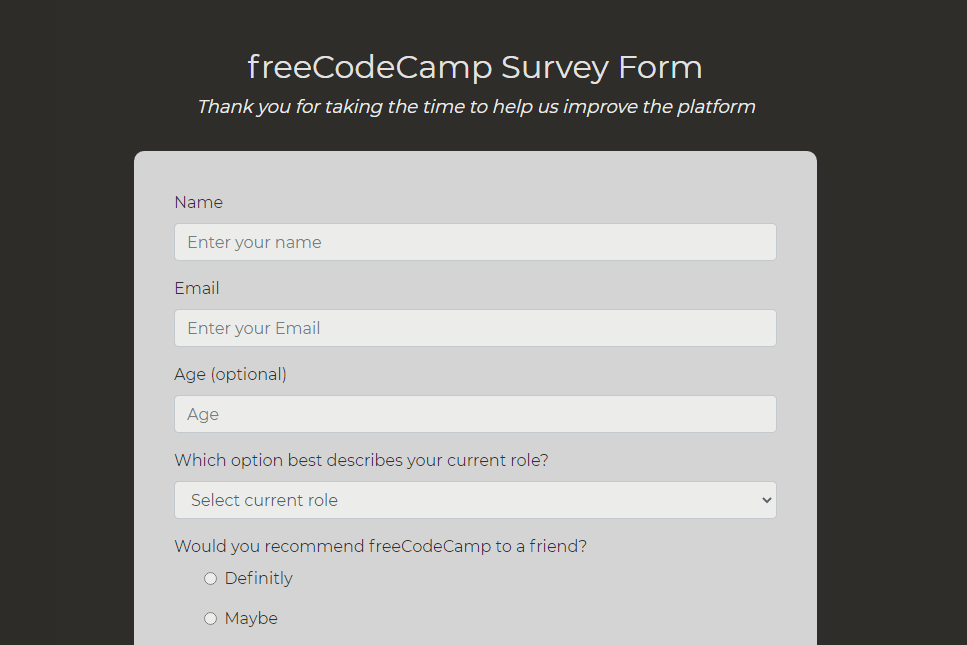 freeCodeCamp Survey Form
Thank you for taking the time to help us improve the platform
Name
Enter your name
Email
Enter your Email
Age (optional)
Age
Which option best describes your current role?
Select current role
Would you recommend freeCodeCamp to a friend?
Definitly
Maybe